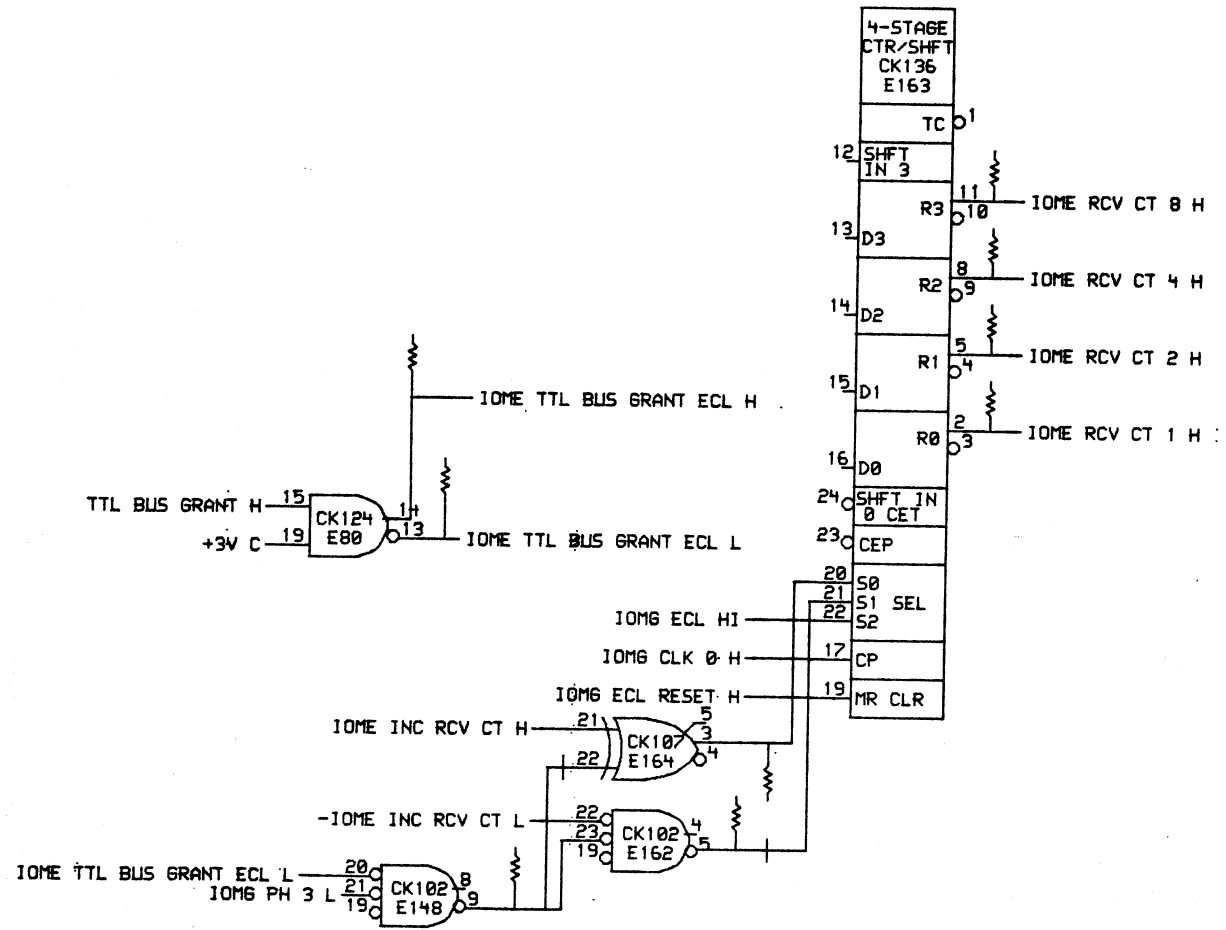 4-STAGE
CTR/SHFT
CK136
E163
TC 1
12 SHFT
IN 3
R3 11 IOME RCV CT 8 H
10
13 D3
R2 8 IOME RCV CT 4 H
9
14 D2
R1 5 IOME RCV CT 2 H
4
15 D1
R0 2 IOME RCV CT 1 H
3
16 D0
24 SHFT IN
0 CET
23 CEP
20 S0
21 S1 SEL
IOMG ECL HI 22 S2
IOMG CLK 0 H 17 CP
IOMG ECL RESET H 19 MR CLR
IOME TTL BUS GRANT ECL H
TTL BUS GRANT H 15 CK124 14
+3V C 19 E80 13 IOME TTL BUS GRANT ECL L
IOME INC RCV CT H 21 CK107 5
3
22 E164 4
-IOME INC RCV CT L 22 CK102 4
23 E162 5
19
IOME TTL BUS GRANT ECL L 20 CK102 8
IOMG PH 3 L 21 E148 9
19